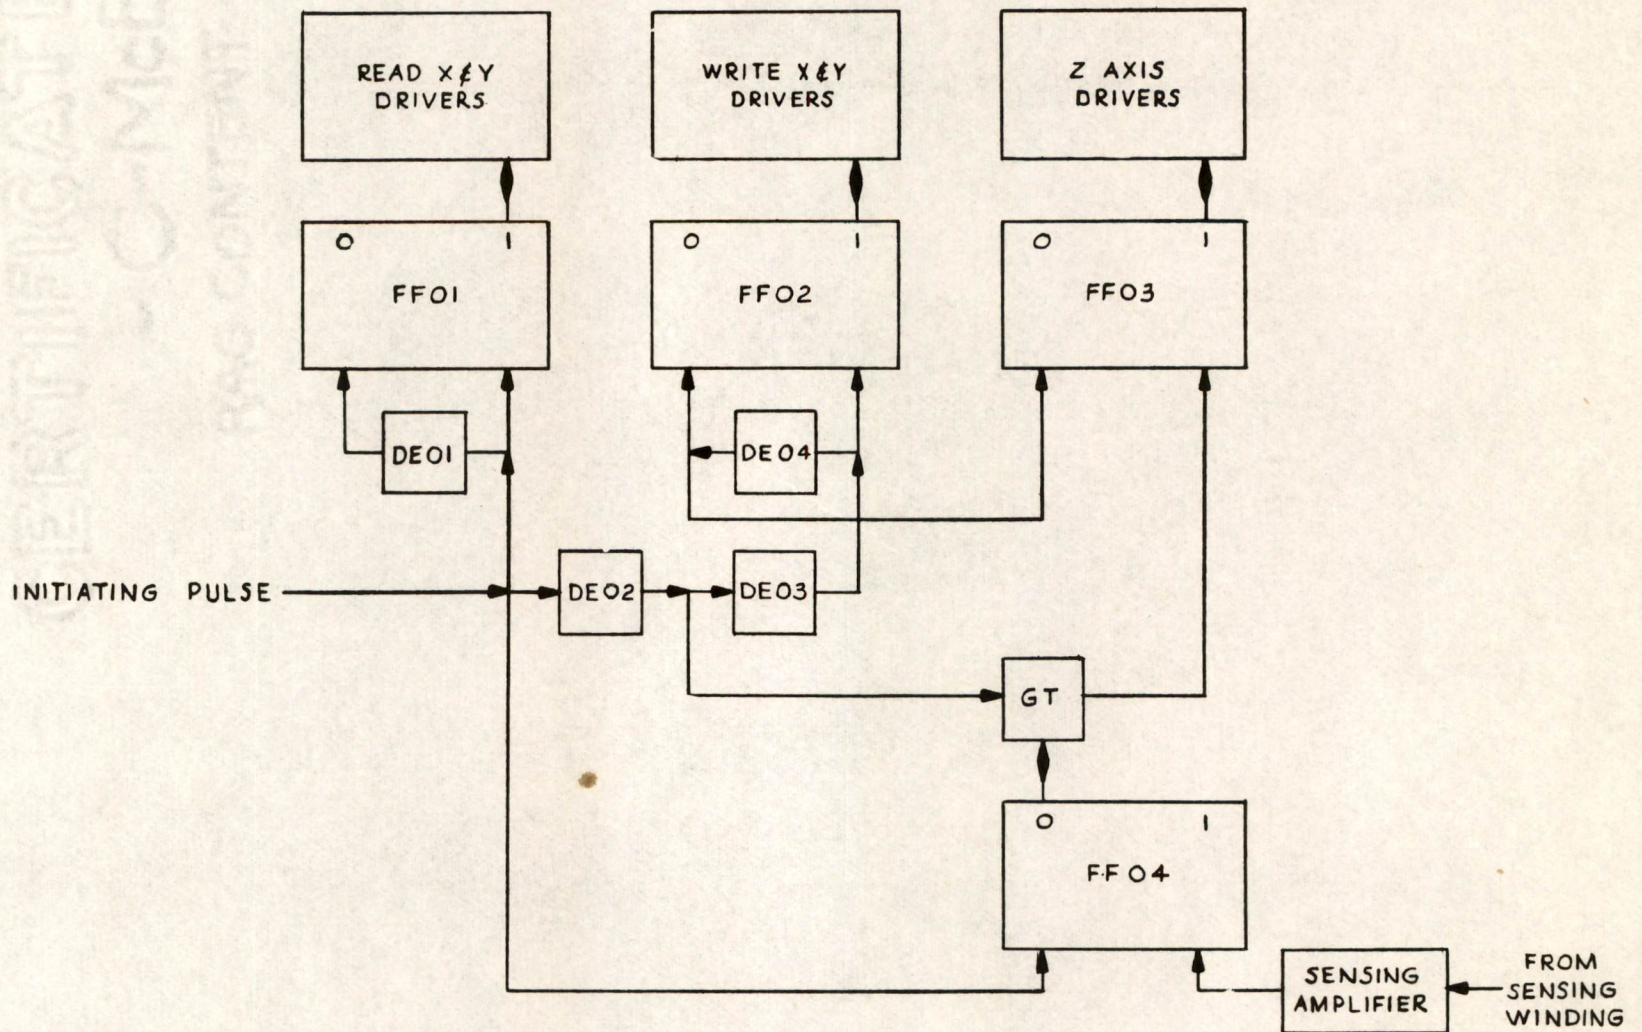 READ X & Y
DRIVERS
WRITE X & Y
DRIVERS
Z AXIS
DRIVERS
0 1
FF01
0 1
FF02
0 1
FF03
DE01
DE04
INITIATING PULSE
DE02
DE03
GT
0 1
FF04
SENSING
AMPLIFIER
FROM
SENSING
WINDING